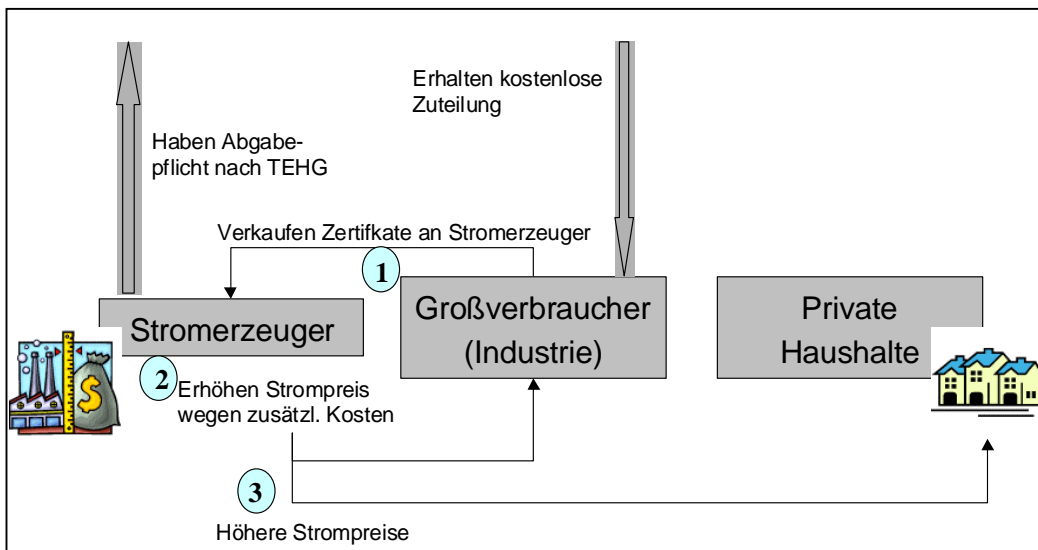 Erhalten kostenlose
Zuteilung
Haben Abgabe-
pflicht nach TEHG
Verkaufen Zertifkate an Stromerzeuger
1
Stromerzeuger
Großverbraucher
(Industrie)
Private
Haushalte
2
Erhöhen Strompreis
wegen zusätzl. Kosten
$
3
Höhere Strompreise